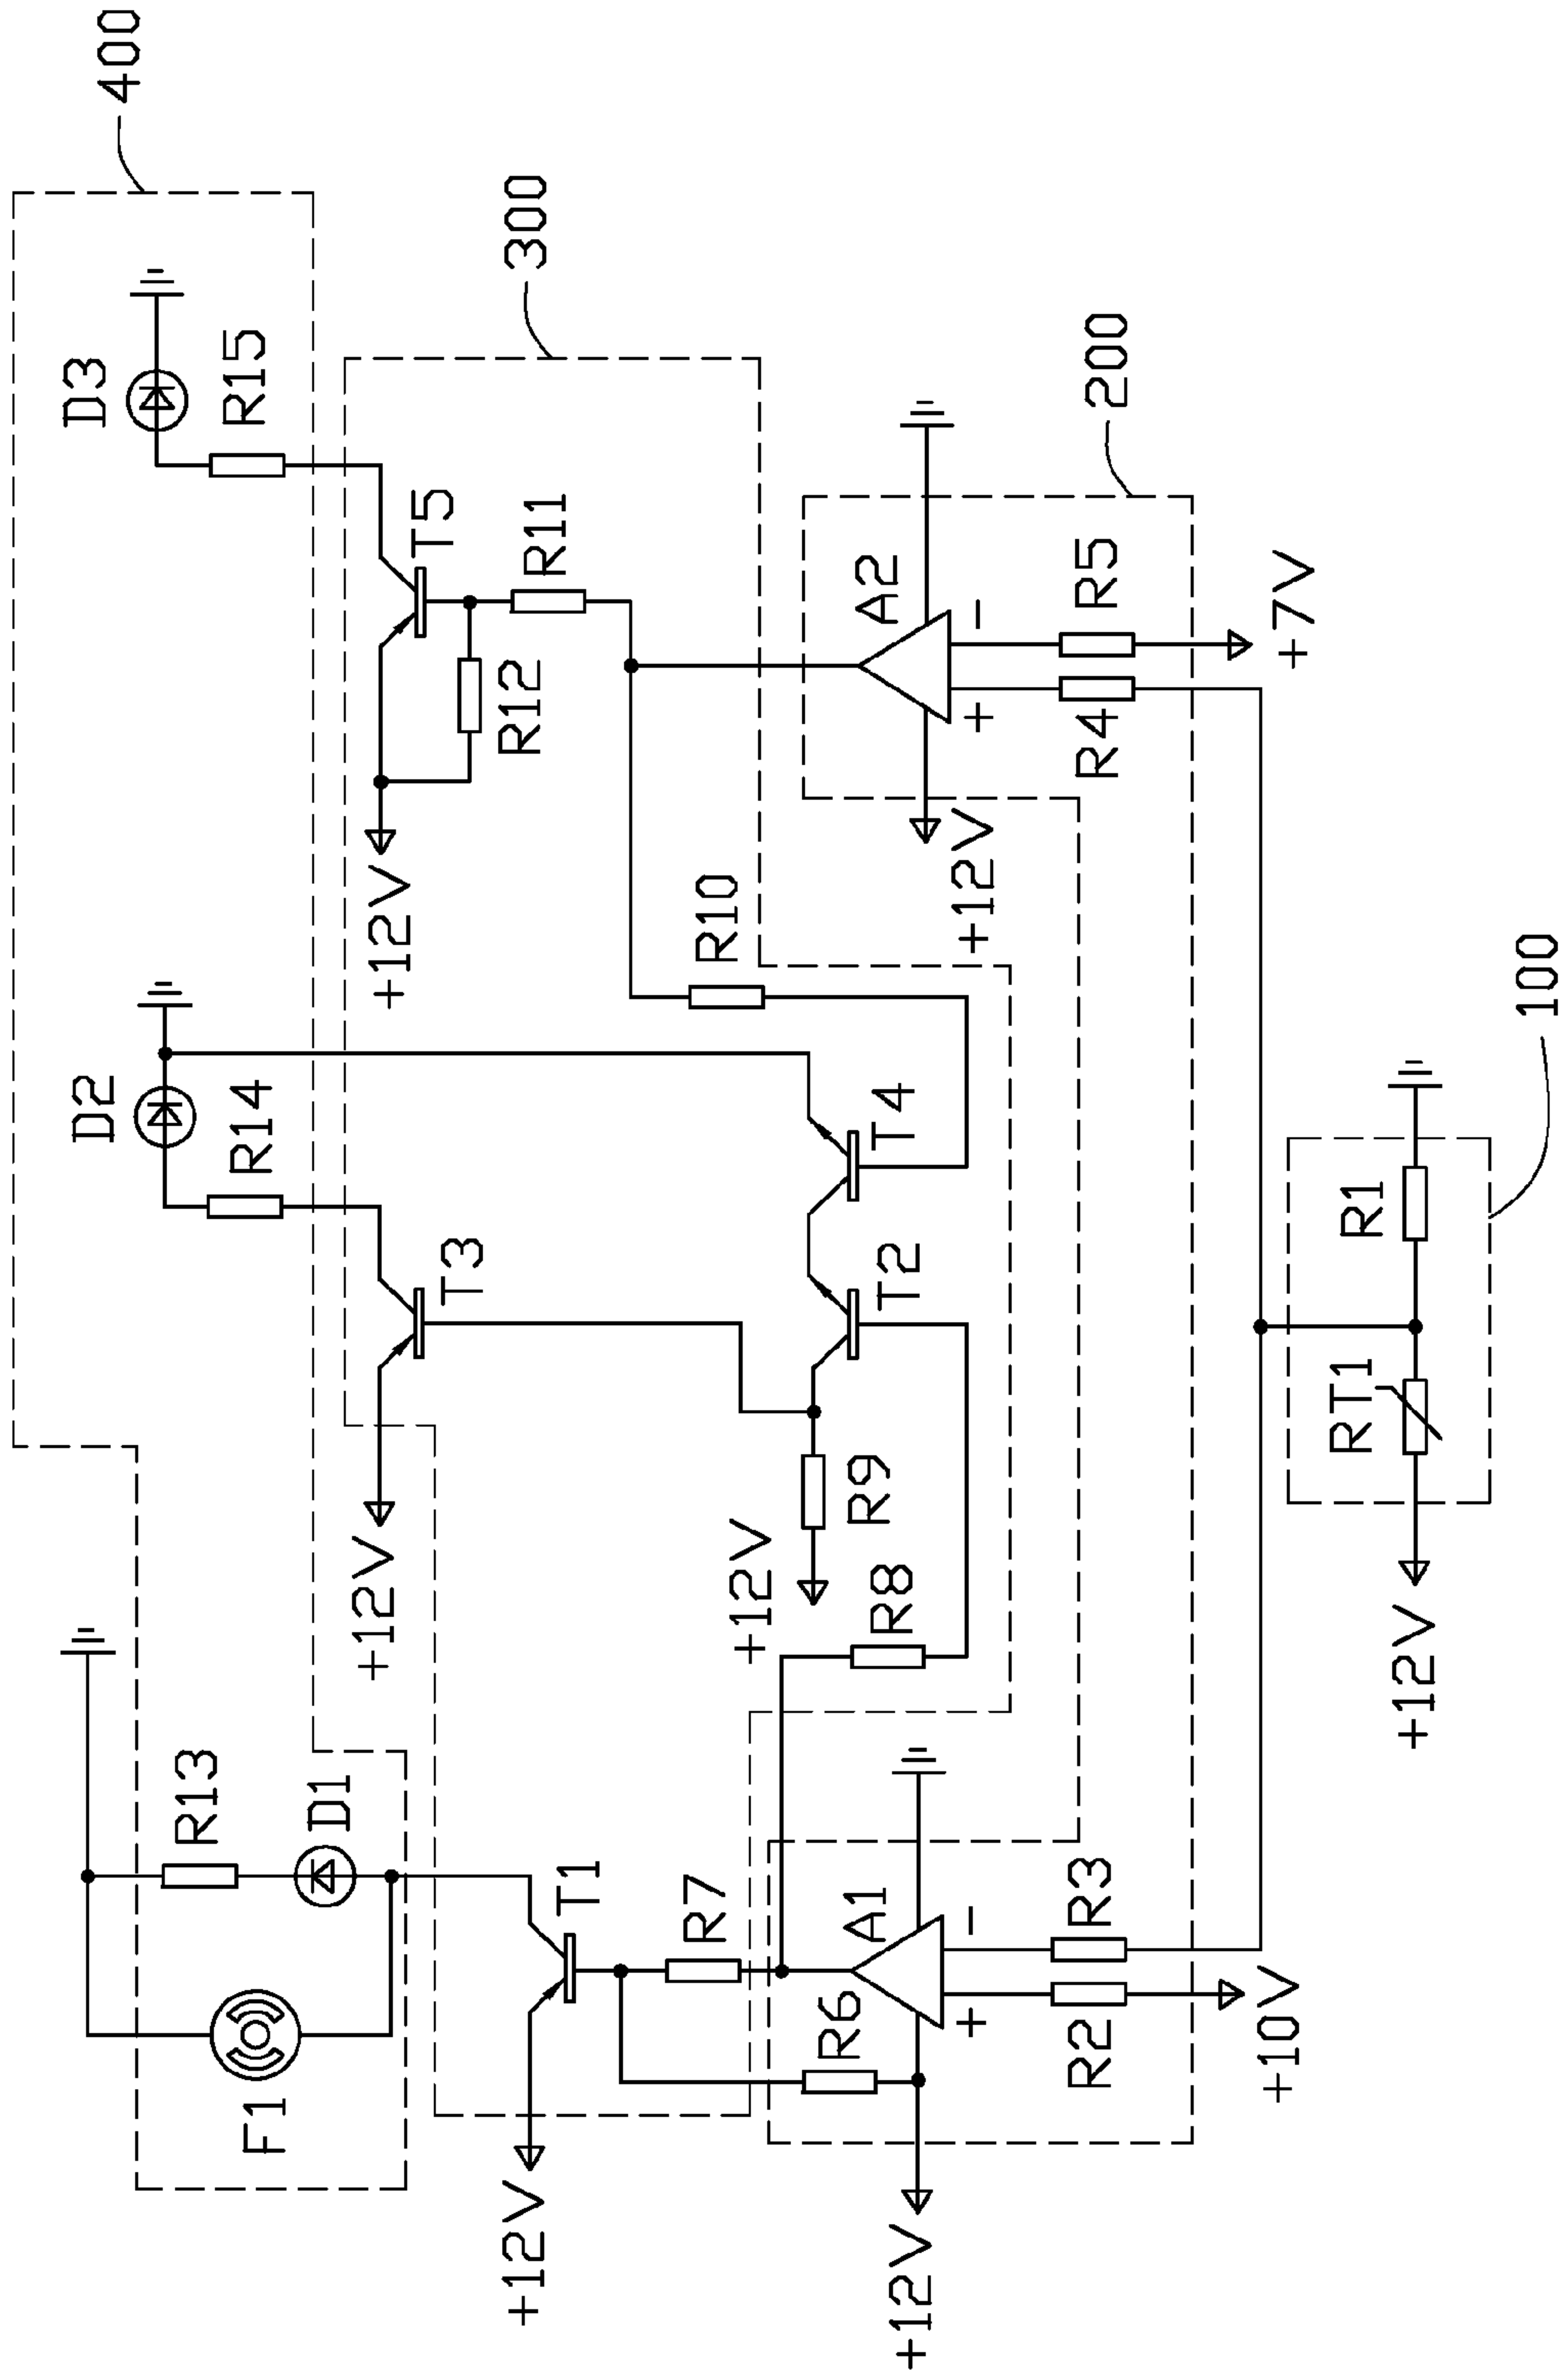 400
D3
R15
300
T5
R11
R12
+12V
A2
200
R5
R4
+7V
+12V
R10
D2
R14
T3
T4
T2
100
R1
RT1
+12V
R9
+12V
R8
+12V
R13
D1
T1
R7
A1
R3
R6
R2
+10V
F1
+12V
+12V
+
−
+
−